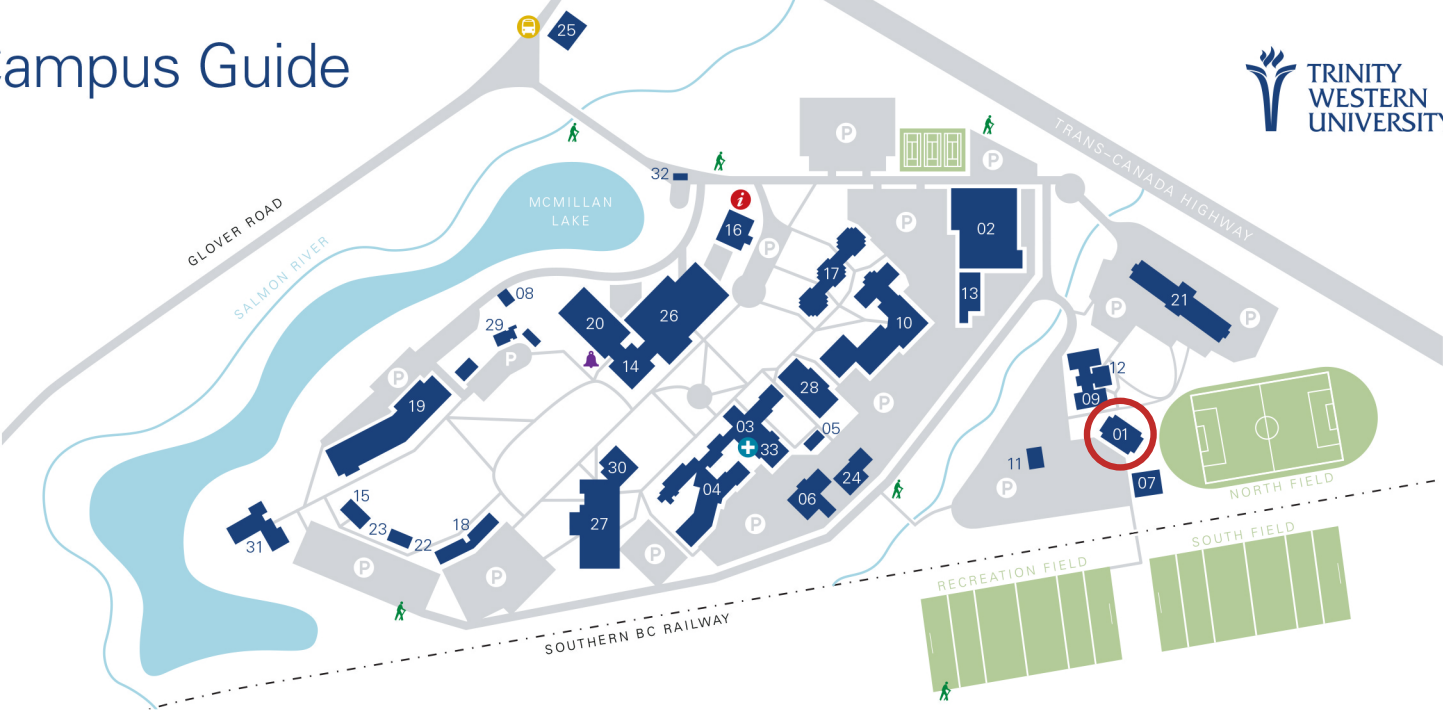 ampus Guide
TRINITY
WESTERN
UNIVERSITY
TRANS–CANADA HIGHWAY
GLOVER ROAD
SALMON RIVER
MCMILLAN
LAKE
25
32
i
16
P
P
P
P
02
17
13
10
21
P
P
08
29
20
26
14
P
P
19
28
12
09
01
03
05
33
P
11
P
07
NORTH FIELD
30
04
24
06
15
23
22
18
27
31
P
P
P
P
SOUTH FIELD
RECREATION FIELD
SOUTHERN BC RAILWAY